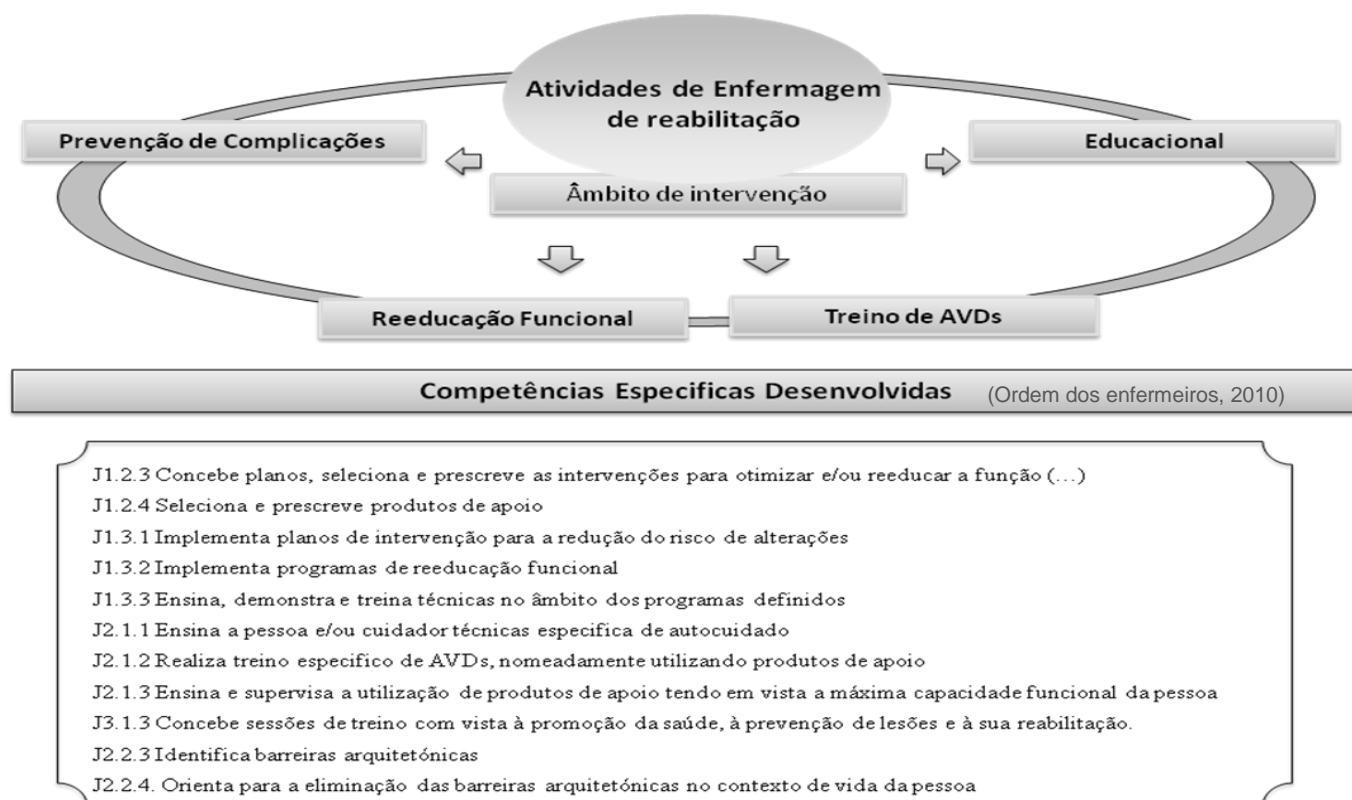 Atividades de Enfermagem
de reabilitação
Prevenção de Complicações
Educacional
Âmbito de intervenção
Reeducação Funcional
Treino de AVDs
Competências Especificas Desenvolvidas (Ordem dos enfermeiros, 2010)
J1.2.3 Concebe planos, seleciona e prescreve as intervenções para otimizar e/ou reeducar a função (...)
J1.2.4 Seleciona e prescreve produtos de apoio
J1.3.1 Implementa planos de intervenção para a redução do risco de alterações
J1.3.2 Implementa programas de reeducação funcional
J1.3.3 Ensina, demonstra e treina técnicas no âmbito dos programas definidos
J2.1.1 Ensina a pessoa e/ou cuidador técnicas especifica de autocuidado
J2.1.2 Realiza treino especifico de AVDs, nomeadamente utilizando produtos de apoio
J2.1.3 Ensina e supervisa a utilização de produtos de apoio tendo em vista a máxima capacidade funcional da pessoa
J3.1.3 Concebe sessões de treino com vista à promoção da saúde, à prevenção de lesões e à sua reabilitação.
J2.2.3 Identifica barreiras arquitetónicas
J2.2.4. Orienta para a eliminação das barreiras arquitetónicas no contexto de vida da pessoa